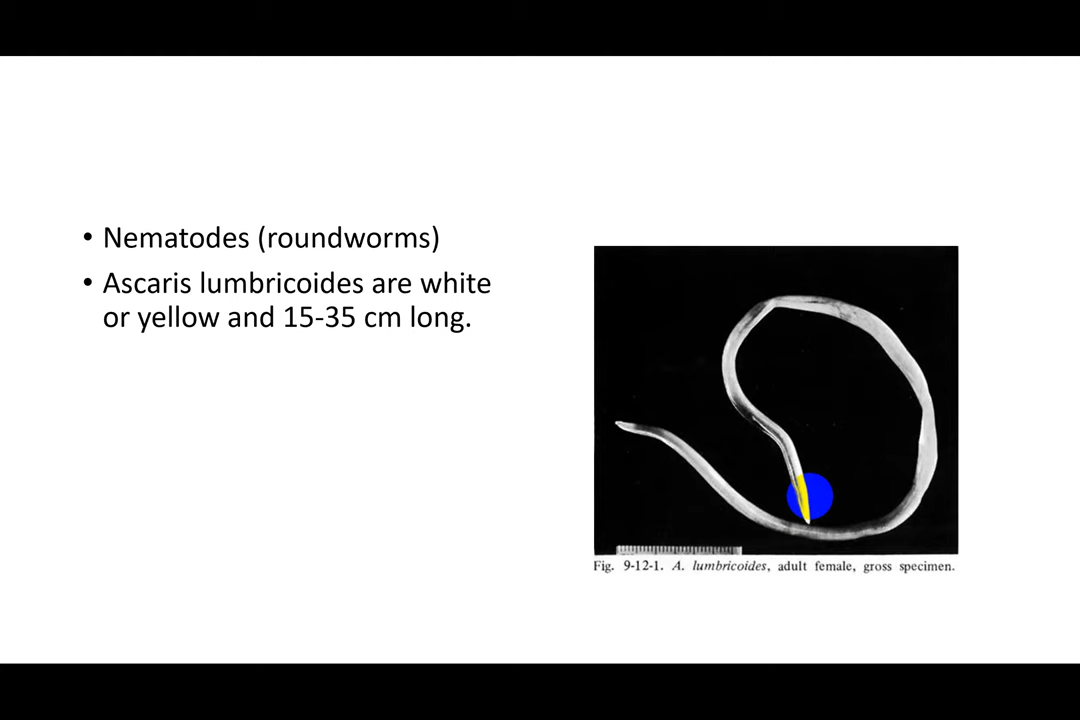 • Nematodes (roundworms)
• Ascaris lumbricoides are white
or yellow and 15-35 cm long.
Fig. 9-12-1. A. lumbricoides, adult female, gross specimen.